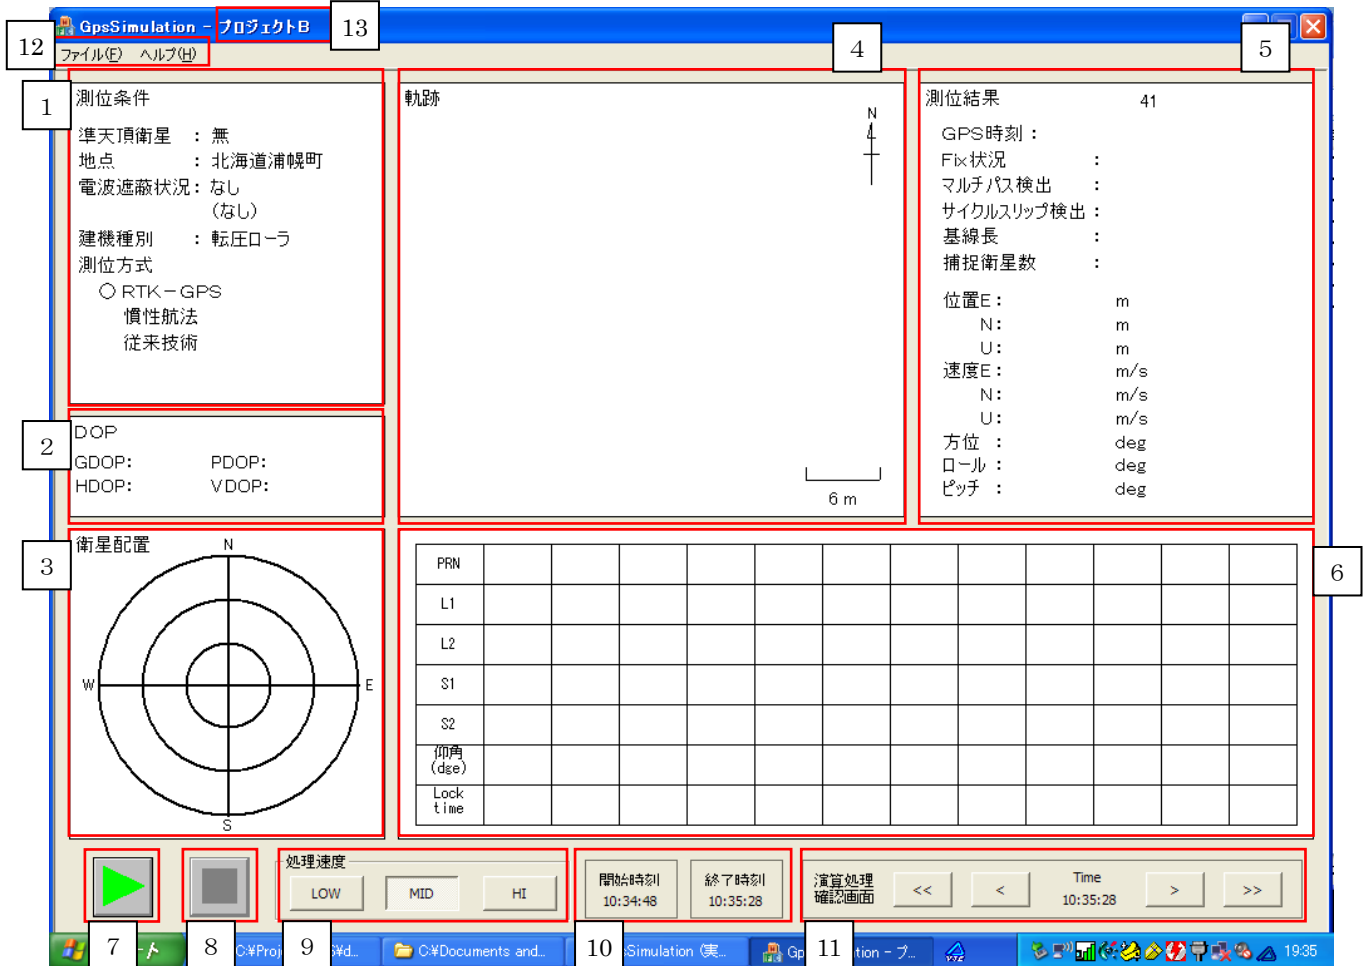 GpsSimulation - プロジェクトB
13
12
ファイル(F) ヘルプ(H)
4
5
1
測位条件
準天頂衛星 : 無
地点 : 北海道浦幌町
電波遮蔽状況 : なし
(なし)
建機種別 : 転圧ローラ
測位方式
○ RTK-GPS
慣性航法
従来技術
2
DOP
GDOP: PDOP:
HDOP: VDOP:
3
衛星配置
N
W
E
S
軌跡
N
6 m
測位結果 41
GPS時刻 :
Fix状況 :
マルチパス検出 :
サイクルスリップ検出 :
基線長 :
捕捉衛星数 :
位置E : m
N: m
U: m
速度E : m/s
N: m/s
U: m/s
方位 : deg
ロール : deg
ピッチ : deg
6
PRN
L1
L2
S1
S2
仰角
(dge)
Lock
time
処理速度
LOW MID HI
開始時刻
10:34:48
終了時刻
10:35:28
演算処理
確認画面
<< <
Time
10:35:28
> >>
7
8
9
10
11
ート
C:¥Proj
¥d...
C:¥Documents and...
Simulation (実...
Gp
tion - プ...
19:35